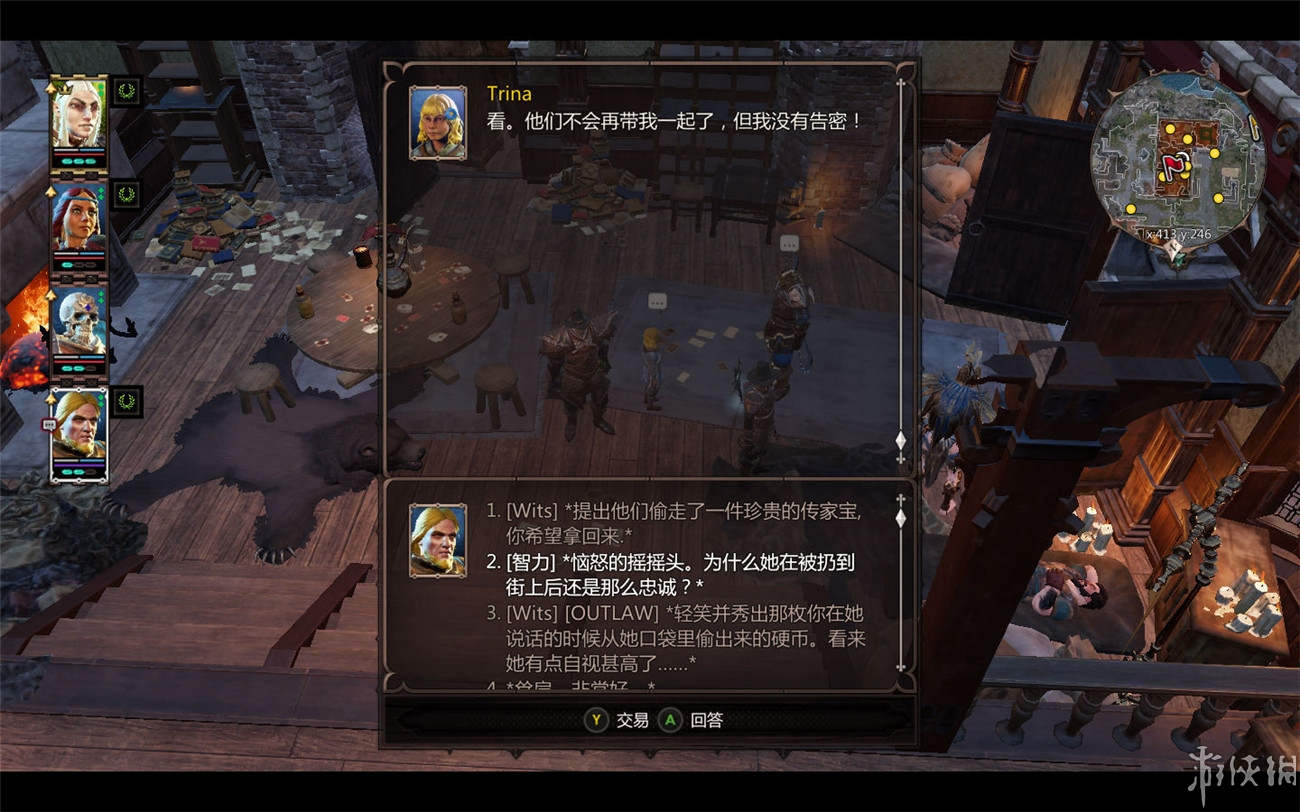 Trina
看。他们不会再带我一起了，但我没有告密！
x:413 y:246
1. [Wits] *提出他们偷走了一件珍贵的传家宝,
你希望拿回来.*
2. [智力] *恼怒的摇摇头。为什么她在被扔到
街上后还是那么忠诚？*
3. [Wits] [OUTLAW] *轻笑并秀出那枚你在她
说话的时候从她口袋里偷出来的硬币。看来
她有点自视甚高了......*
Y 交易 A 回答
游侠网